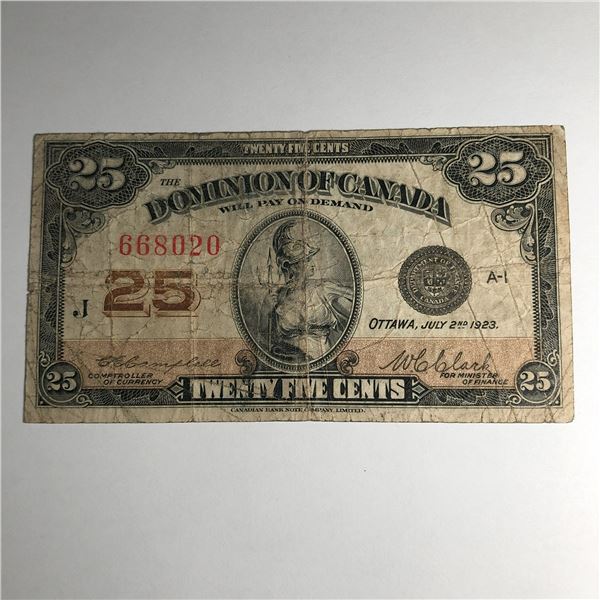 TWENTY FIVE CENTS
25 25
THE DOMINION OF CANADA
WILL PAY ON DEMAND
668020
25
J
A-1
OTTAWA, JULY 2ND 1923.
W C Clark
COMPTROLLER OF CURRENCY
FOR MINISTER OF FINANCE
25 TWENTY FIVE CENTS 25
CANADIAN BANK NOTE COMPANY, LIMITED.